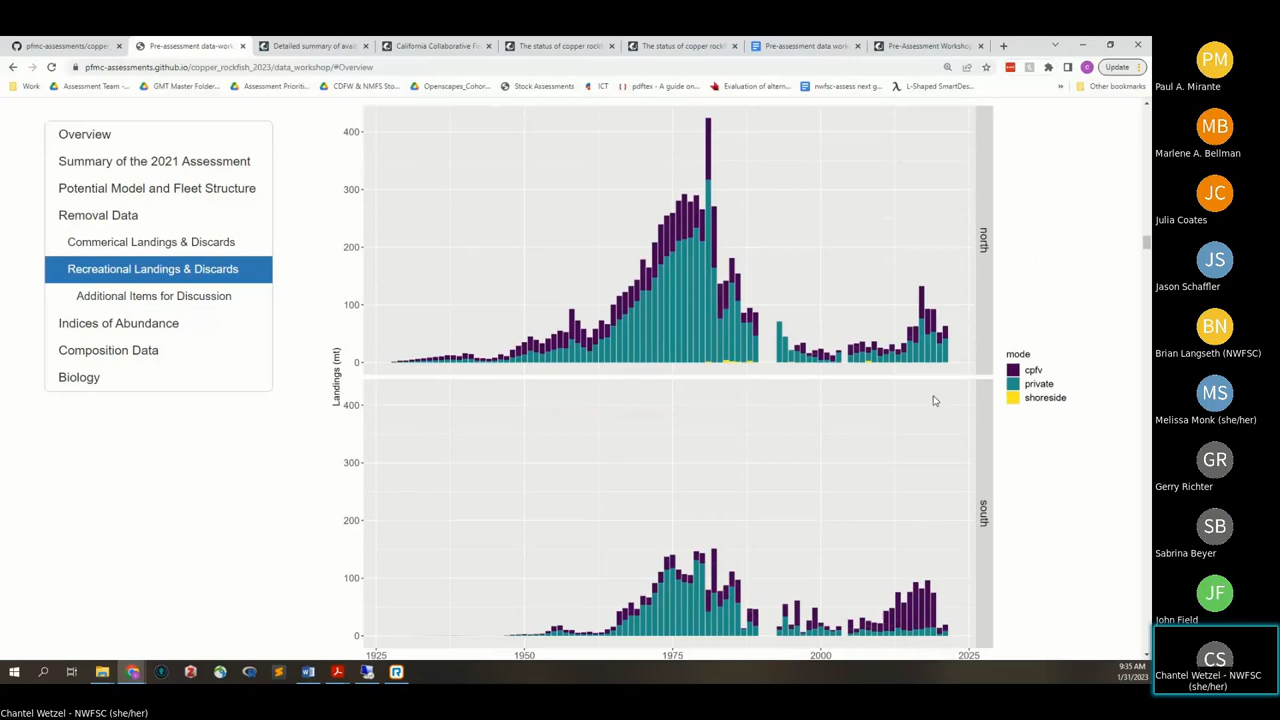 pfmc-assessments/copper
Pre-assessment data-work
Detailed summary of avai
California Collaborative Fi
The status of copper rockf
The status of copper rockf
Pre-assessment data work
Pre-Assessment Workshop
pfmc-assessments.github.io/copper_rockfish_2023/data_workshop/#Overview
Update
Work
Assessment Team -...
GMT Master Folder...
Assessment Prioriti...
CDFW & NMFS Sto...
Openscapes_Cohor...
Stock Assessments
ICT
pdftex - A guide on...
Evaluation of altern...
nwfsc-assess next g...
L-Shaped SmartDes...
»
Other bookmarks
Overview
Summary of the 2021 Assessment
Potential Model and Fleet Structure
Removal Data
Commerical Landings & Discards
Recreational Landings & Discards
Additional Items for Discussion
Indices of Abundance
Composition Data
Biology
Landings (mt)
400
300
200
100
0
north
400
300
200
100
0
south
1925
1950
1975
2000
2025
mode
cpfv
private
shoreside
9:35 AM
1/31/2023
PM
Paul A. Mirante
MB
Marlene A. Bellman
JC
Julia Coates
JS
Jason Schaffler
BN
Brian Langseth (NWFSC)
MS
Melissa Monk (she/her)
GR
Gerry Richter
SB
Sabrina Beyer
JF
John Field
CS
Chantel Wetzel - NWFSC
(she/her)
Chantel Wetzel - NWFSC (she/her)